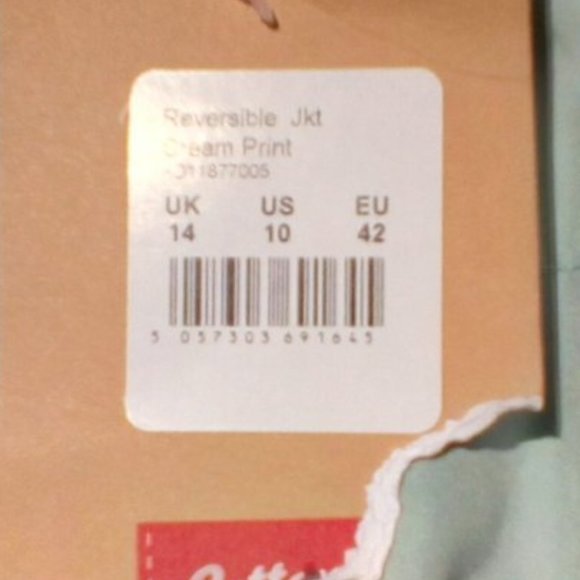 Reversible Jkt
Cream Print
UK US EU
14 10 42
5 057303 691645